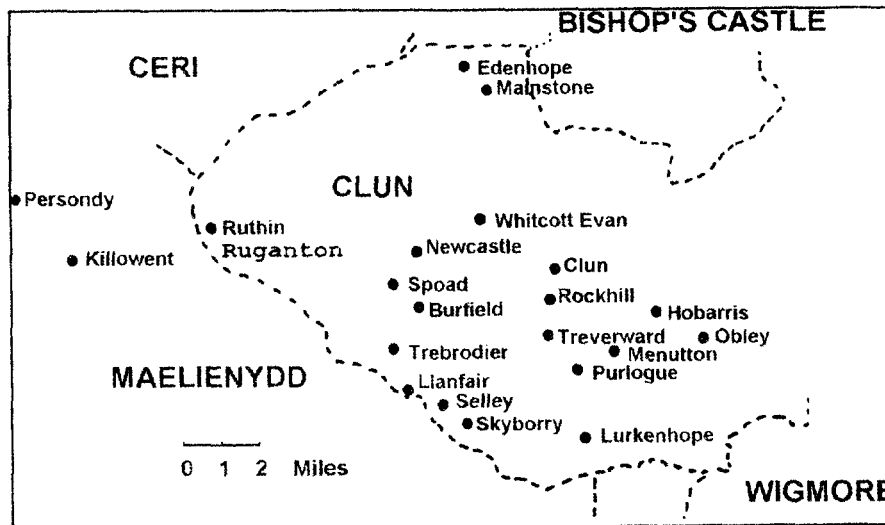 BISHOP'S CASTLE
CERI
Edenhope
Mainstone
CLUN
Persondy
Ruthin
Ruganton
Whitcott Evan
Killowent
Newcastle
Clun
Spoad
Rockhill
Burfield
Hobarris
Treverward
Obley
Trebrodier
Menutton
MAELIENYDD
Purlogue
Llanfair
Selley
Skyborry
Lurkenhope
0 1 2 Miles
WIGMORE